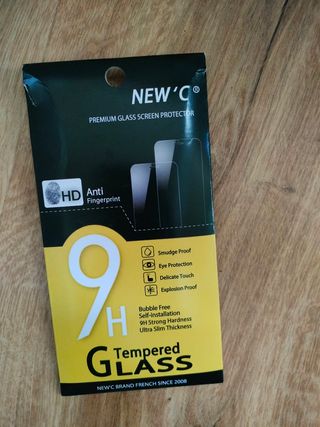 NEW'C®
PREMIUM GLASS SCREEN PROTECTOR
HD
Anti
Fingerprint
Smudge Proof
Eye Protection
Delicate Touch
Explosion Proof
9H
Bubble Free
Self-Installation
9H Strong Hardness
Ultra Slim Thickness
Tempered
GLASS
NEW'C BRAND FRENCH SINCE 2008